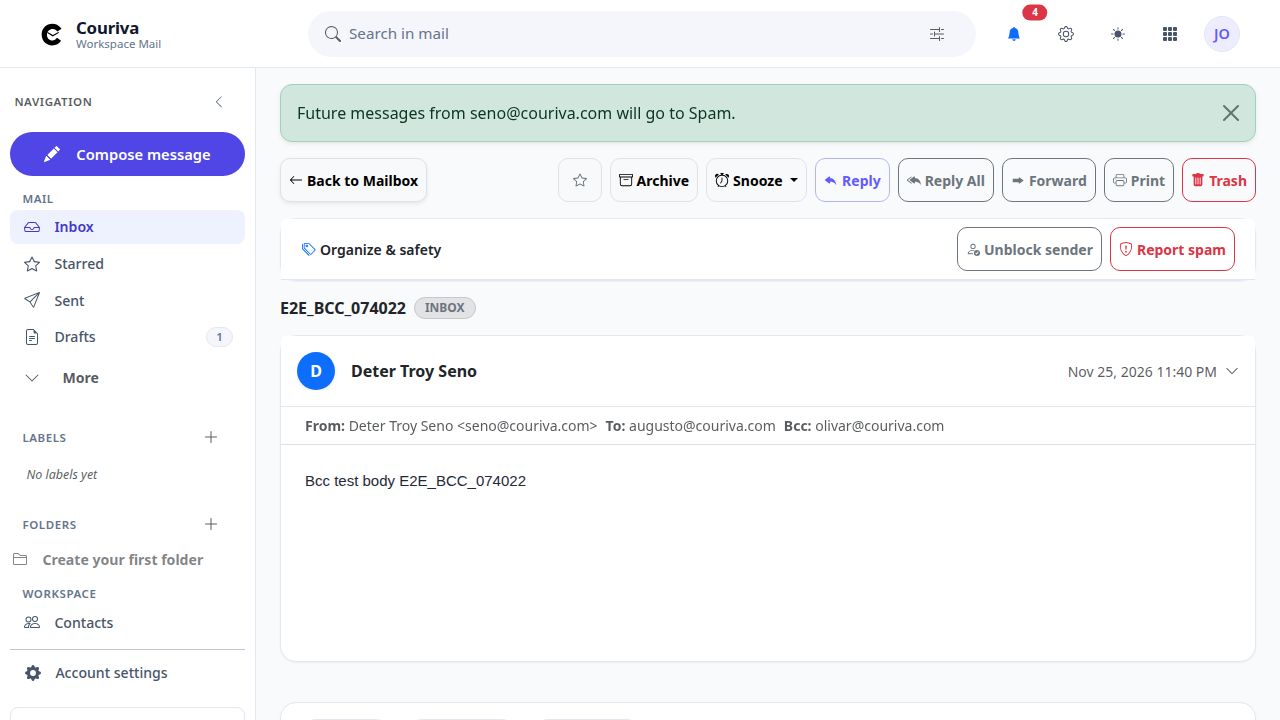 Couriva
Workspace Mail
Search in mail
4
JO
NAVIGATION
Compose message
MAIL
Inbox
Starred
Sent
Drafts
1
More
LABELS
No labels yet
FOLDERS
Create your first folder
WORKSPACE
Contacts
Account settings
Future messages from seno@couriva.com will go to Spam.
Back to Mailbox
Archive
Snooze
Reply
Reply All
Forward
Print
Trash
Organize & safety
Unblock sender
Report spam
E2E_BCC_074022 INBOX
D
Deter Troy Seno
Nov 25, 2026 11:40 PM
From: Deter Troy Seno <seno@couriva.com> To: augusto@couriva.com Bcc: olivar@couriva.com
Bcc test body E2E_BCC_074022